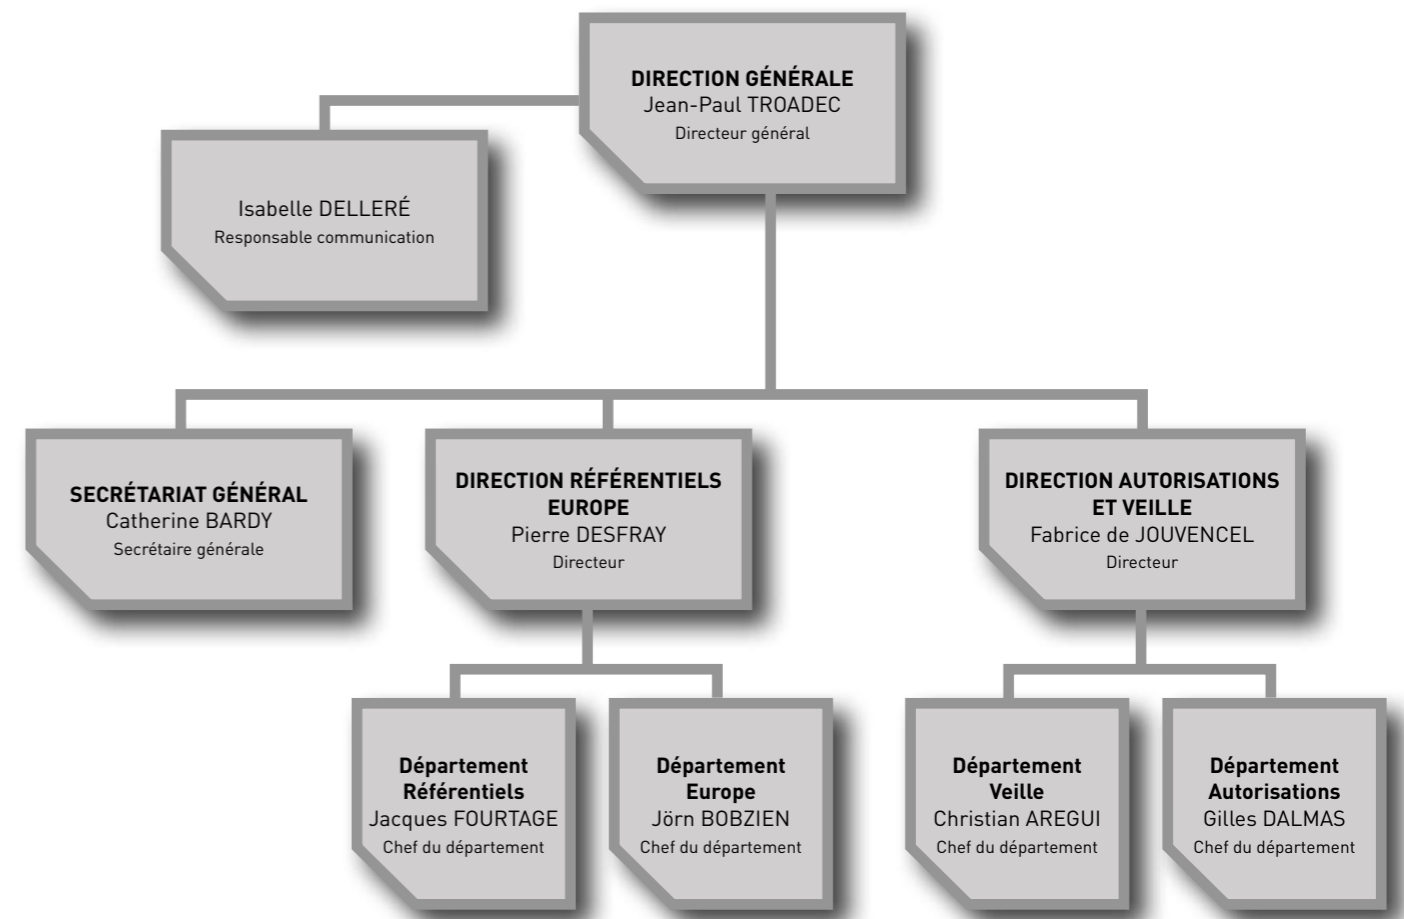 DIRECTION GÉNÉRALE
Jean-Paul TROADEC
Directeur général
Isabelle DELLERÉ
Responsable communication
SECRÉTARIAT GÉNÉRAL
Catherine BARDY
Secrétaire générale
DIRECTION RÉFÉRENTIELS
EUROPE
Pierre DESFRAY
Directeur
DIRECTION AUTORISATIONS
ET VEILLE
Fabrice de JOUVENCEL
Directeur
Département
Référentiels
Jacques FOURTAGE
Chef du département
Département
Europe
Jörn BOBZIEN
Chef du département
Département
Veille
Christian AREGUI
Chef du département
Département
Autorisations
Gilles DALMAS
Chef du département